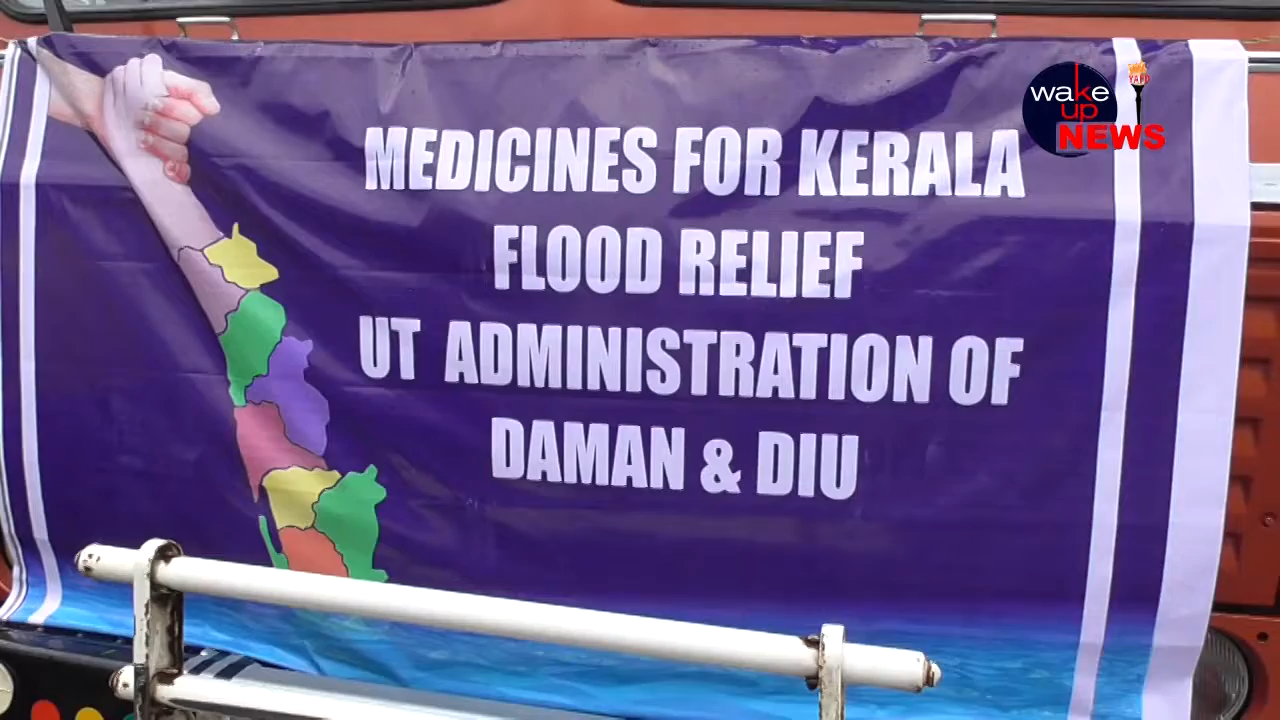 MEDICINES FOR KERALA
FLOOD RELIEF
UT ADMINISTRATION OF
DAMAN & DIU
wake
up
NEWS